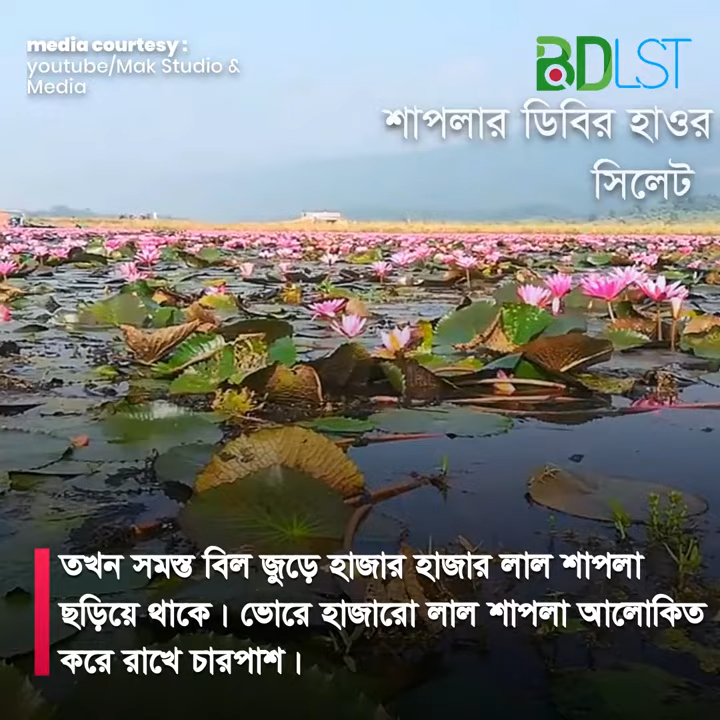 media courtesy :
youtube/Mak Studio &
Media
BDLST
শাপলার ডিবির হাওর
সিলেট
তখন সমস্ত বিল জুড়ে হাজার হাজার লাল শাপলা
ছড়িয়ে থাকে। ভোরে হাজারো লাল শাপলা আলোকিত
করে রাখে চারপাশ।